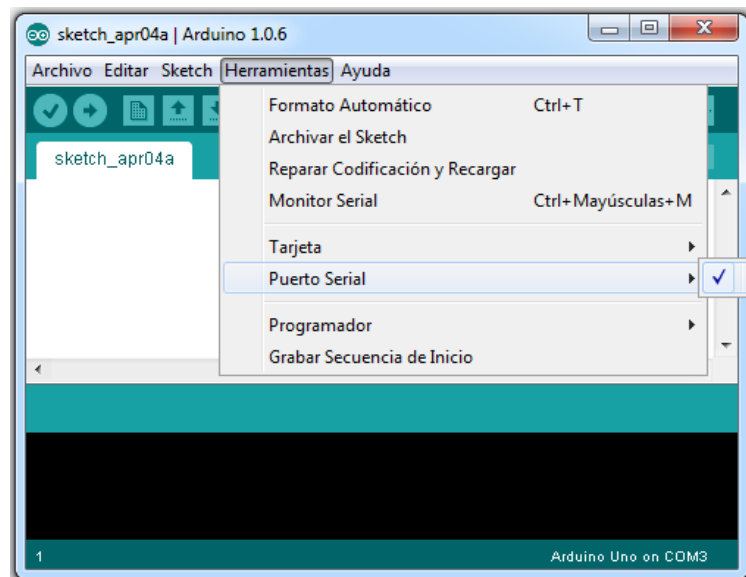 sketch_apr04a | Arduino 1.0.6
Archivo Editar Sketch Herramientas Ayuda
Formato Automático Ctrl+T
Archivar el Sketch
sketch_apr04a
Reparar Codificación y Recargar
Monitor Serial Ctrl+Mayúsculas+M
Tarjeta
Puerto Serial
Programador
Grabar Secuencia de Inicio
1 Arduino Uno on COM3